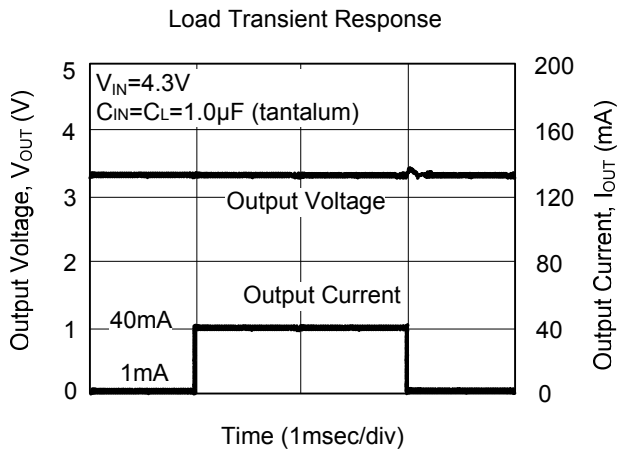 Load Transient Response
Output Voltage, VOUT (V)
5
4
3
2
1
0
VIN=4.3V
CIN=CL=1.0µF (tantalum)
Output Voltage
Output Current
40mA
1mA
200
160
130
80
40
0
Output Current, IOUT (mA)
Time (1msec/div)